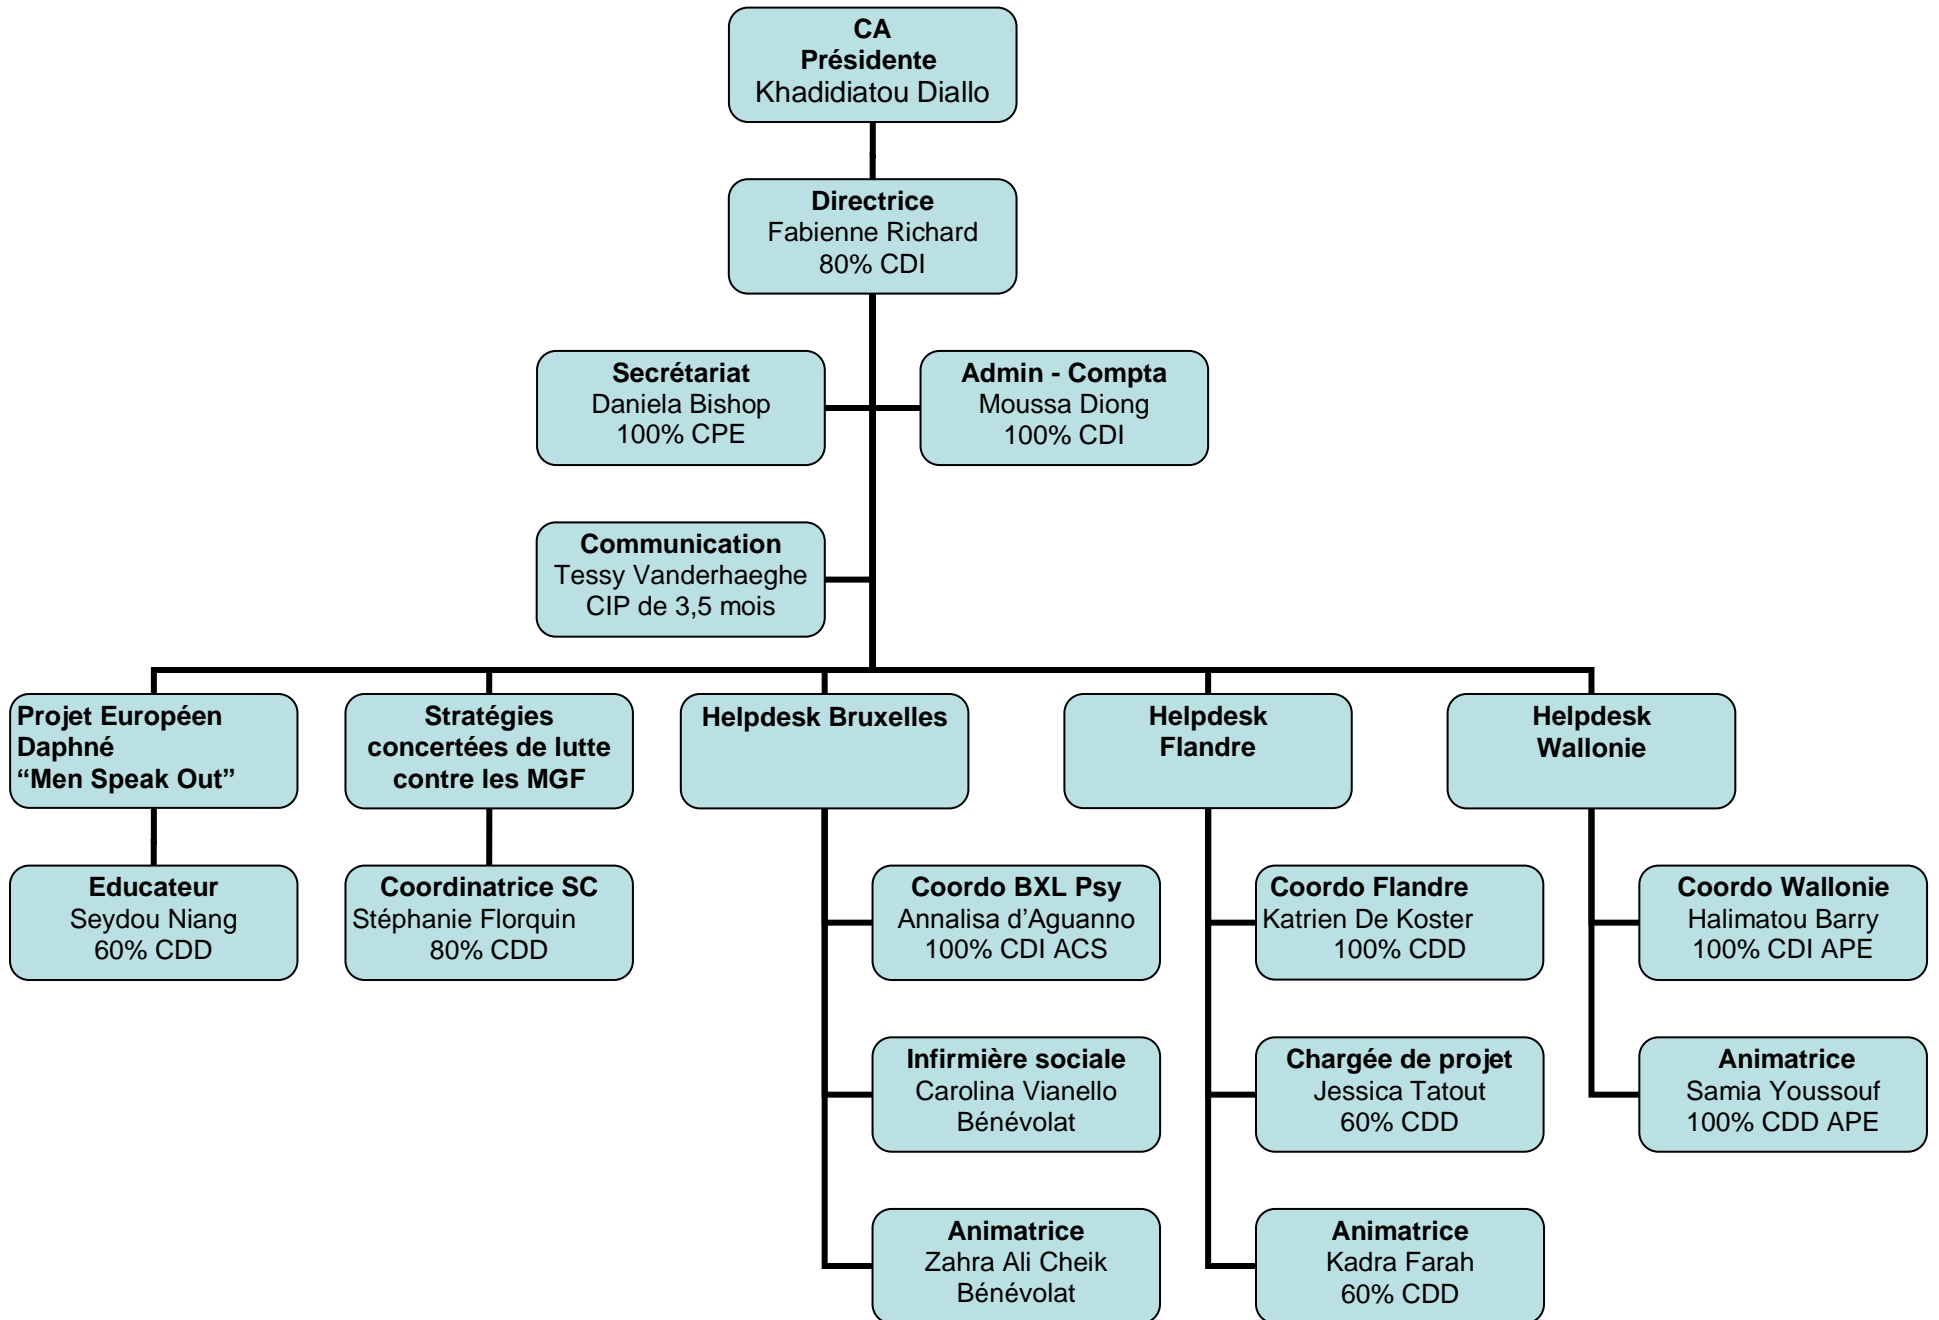 CA
Présidente
Khadidiatou Diallo
Directrice
Fabienne Richard
80% CDI
Secrétariat
Daniela Bishop
100% CPE
Admin - Compta
Moussa Diong
100% CDI
Communication
Tessy Vanderhaeghe
CIP de 3,5 mois
Projet Européen
Daphné
“Men Speak Out”
Stratégies
concertées de lutte
contre les MGF
Helpdesk Bruxelles
Helpdesk
Flandre
Helpdesk
Wallonie
Educateur
Seydou Niang
60% CDD
Coordinatrice SC
Stéphanie Florquin
80% CDD
Coordo BXL Psy
Annalisa d’Aguanno
100% CDI ACS
Coordo Flandre
Katrien De Koster
100% CDD
Coordo Wallonie
Halimatou Barry
100% CDI APE
Infirmière sociale
Carolina Vianello
Bénévolat
Chargée de projet
Jessica Tatout
60% CDD
Animatrice
Samia Youssouf
100% CDD APE
Animatrice
Zahra Ali Cheik
Bénévolat
Animatrice
Kadra Farah
60% CDD